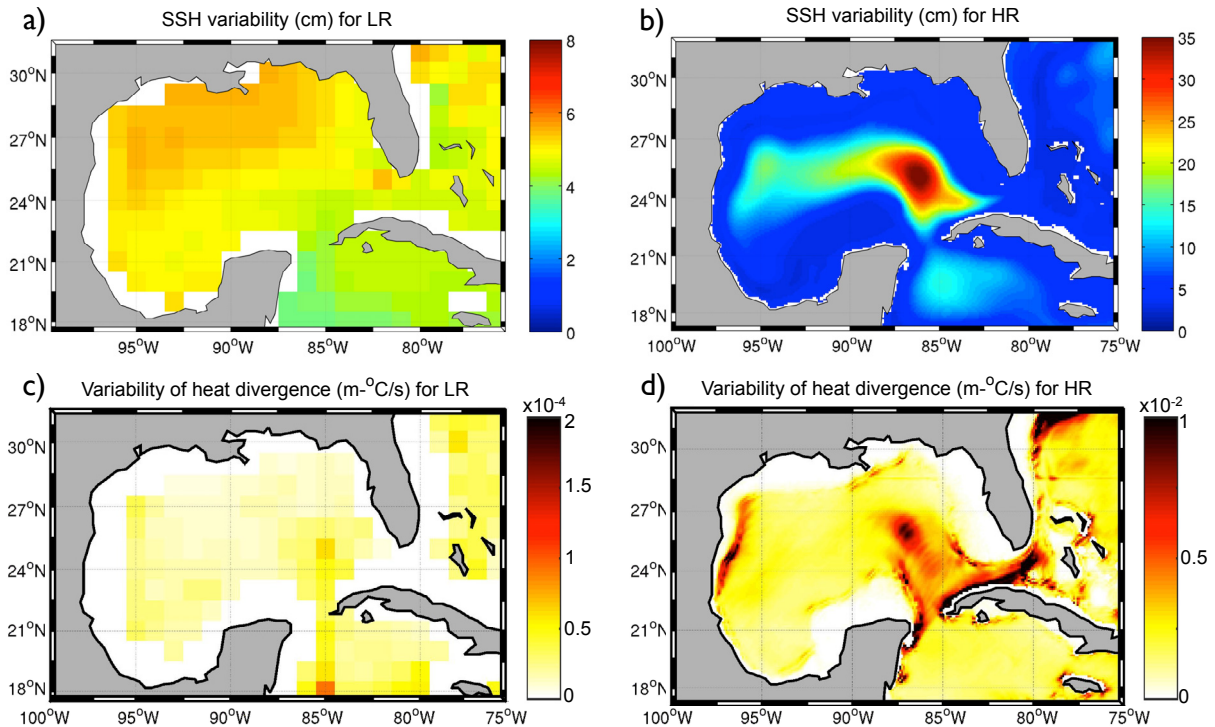 a)
SSH variability (cm) for LR
30°N
27°N
24°N
21°N
18°N
95°W
90°W
85°W
80°W
8
6
4
2
0
b)
SSH variability (cm) for HR
30°N
27°N
24°N
21°N
18°N
100°W
95°W
90°W
85°W
80°W
75°W
35
30
25
20
15
10
5
0
c)
Variability of heat divergence (m-°C/s) for LR
x10-4
30°N
27°N
24°N
21°N
18°N
100°W
95°W
90°W
85°W
80°W
75°W
2
1.5
1
0.5
0
d)
Variability of heat divergence (m-°C/s) for HR
x10-2
30°N
27°N
24°N
21°N
18°N
100°W
95°W
90°W
85°W
80°W
75°W
1
0.5
0